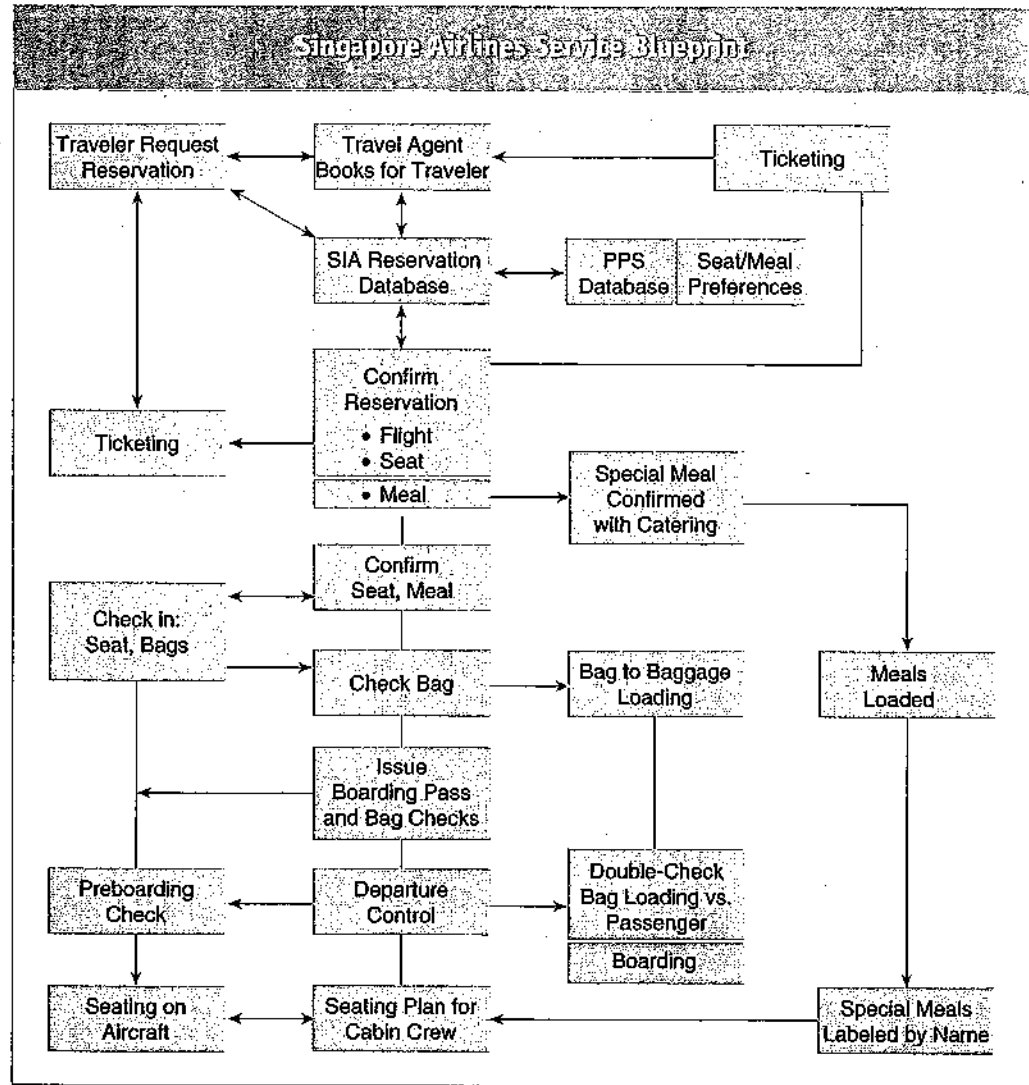 Singapore Airlines Service Blueprint
Traveler Request
Reservation
Travel Agent
Books for Traveler
Ticketing
SIA Reservation
Database
PPS
Database
Seat/Meal
Preferences
Confirm
Reservation
• Flight
• Seat
• Meal
Ticketing
Special Meal
Confirmed
with Catering
Confirm
Seat, Meal
Check in:
Seat, Bags
Check Bag
Bag to Baggage
Loading
Meals
Loaded
Issue
Boarding Pass
and Bag Checks
Preboarding
Check
Departure
Control
Double-Check
Bag Loading vs.
Passenger
Boarding
Seating on
Aircraft
Seating Plan for
Cabin Crew
Special Meals
Labeled by Name